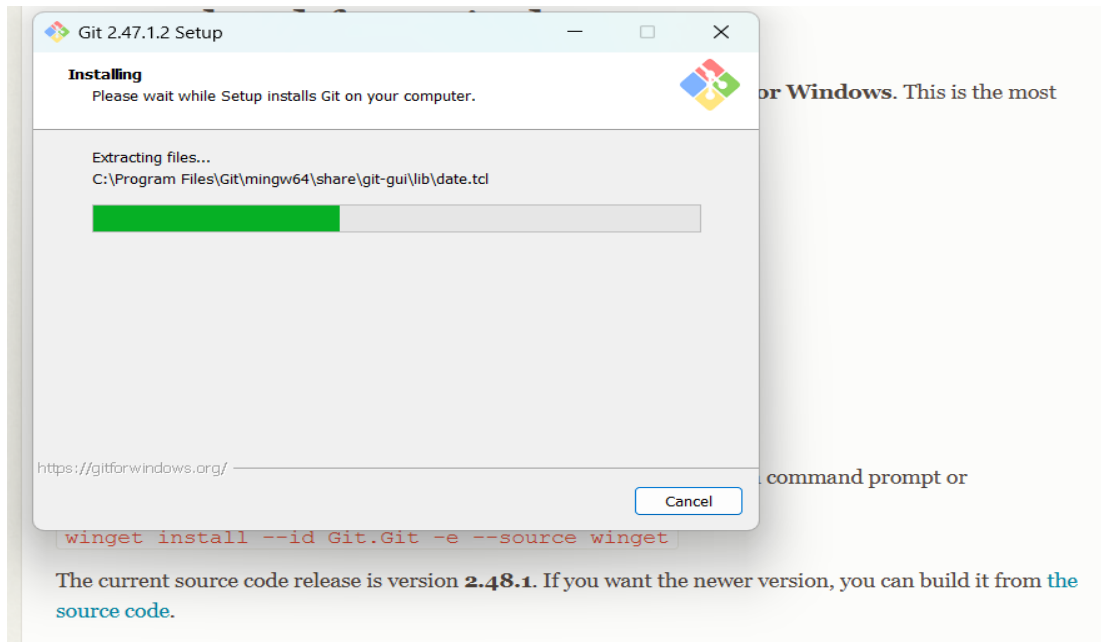 Git 2.47.1.2 Setup
Installing
Please wait while Setup installs Git on your computer.
or Windows. This is the most
Extracting files...
C:\Program Files\Git\mingw64\share\git-gui\lib\date.tcl
https://gitforwindows.org/
command prompt or
Cancel
winget install --id Git.Git -e --source winget
The current source code release is version 2.48.1. If you want the newer version, you can build it from the
source code.